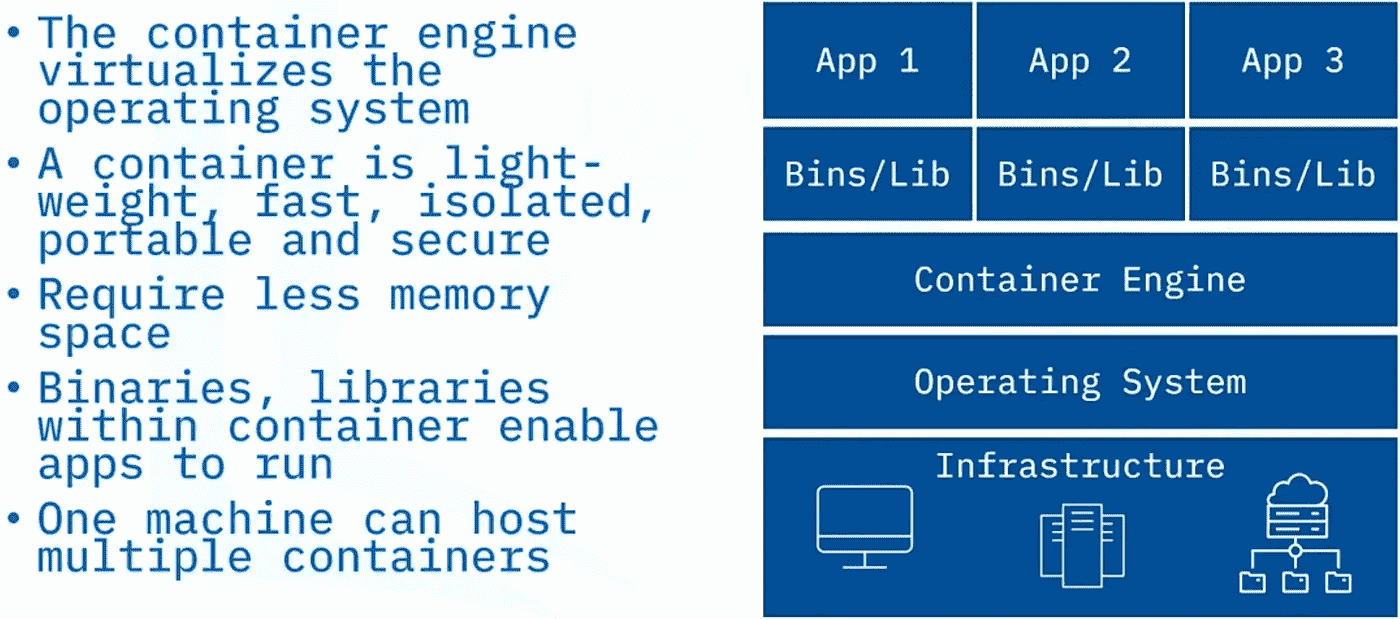 • The container engine
virtualizes the
operating system
• A container is light-
weight, fast, isolated,
portable and secure
• Require less memory
space
• Binaries, libraries
within container enable
apps to run
• One machine can host
multiple containers
App 1 App 2 App 3
Bins/Lib Bins/Lib Bins/Lib
Container Engine
Operating System
Infrastructure